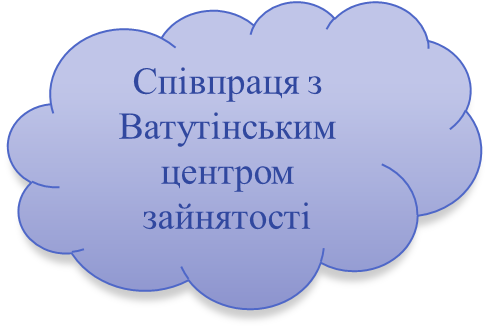 Співпраця з
Ватутінським
центром
зайнятості